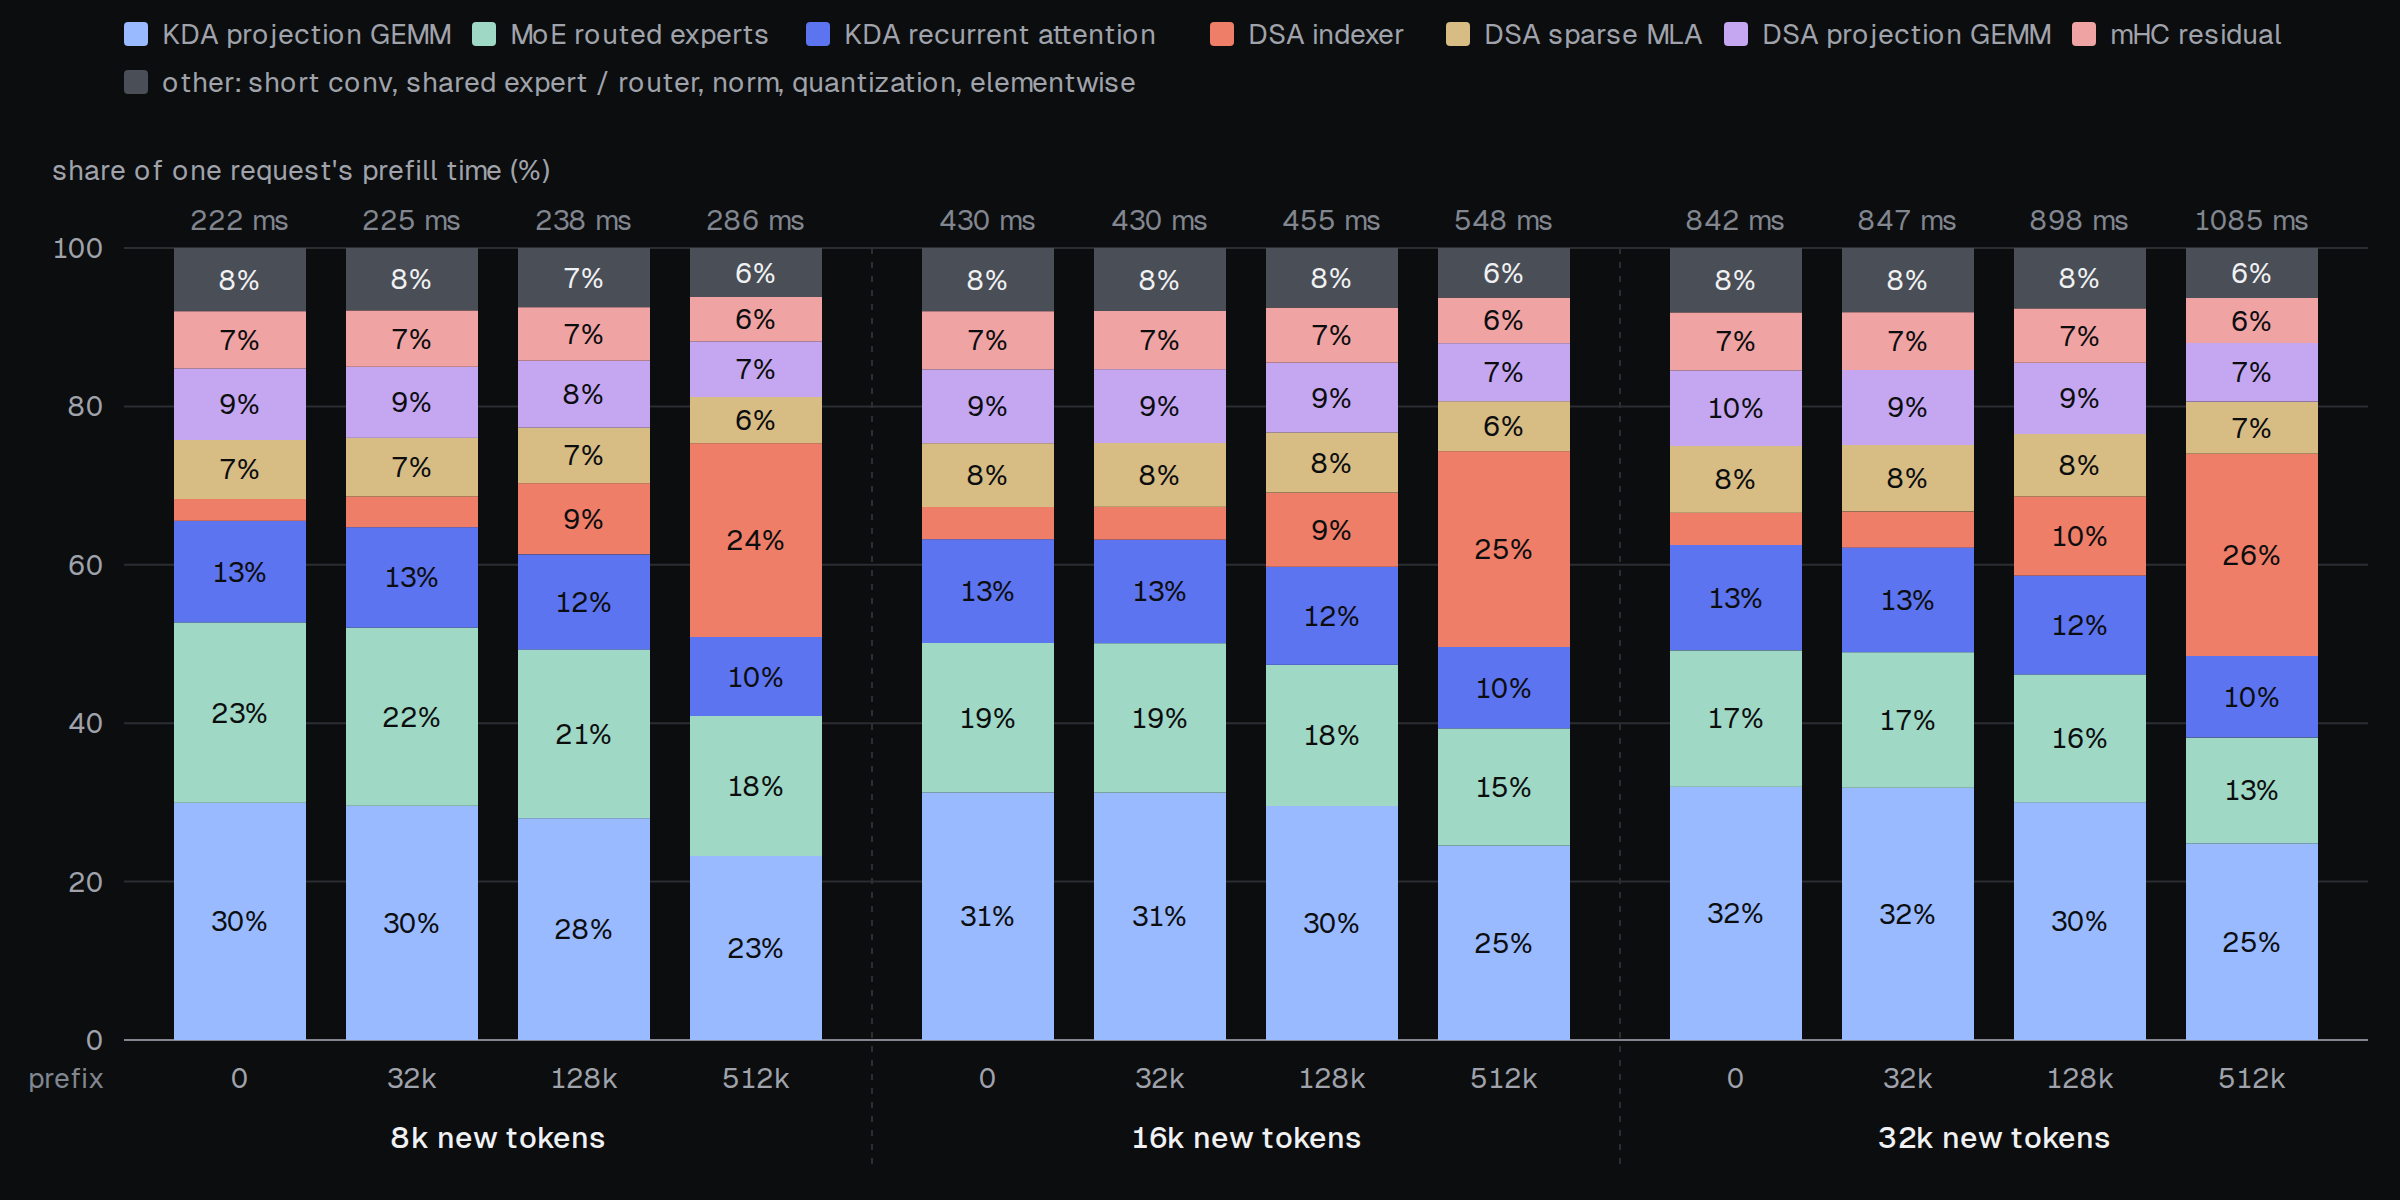 KDA projection GEMM MoE routed experts KDA recurrent attention DSA indexer DSA sparse MLA DSA projection GEMM mHC residual
other: short conv, shared expert / router, norm, quantization, elementwise
share of one request's prefill time (%)
222 ms 225 ms 238 ms 286 ms 430 ms 430 ms 455 ms 548 ms 842 ms 847 ms 898 ms 1085 ms
100
8% 8% 7% 6% 8% 8% 8% 6% 8% 8% 8% 6%
7% 7% 7% 6% 7% 7% 7% 6% 7% 7% 7% 6%
9% 9% 8% 7% 9% 9% 9% 7% 10% 9% 9% 7%
80
7% 7% 7% 6% 8% 8% 8% 6% 8% 8% 8% 7%
9% 24% 9% 25% 10% 26%
60
13% 13% 12% 10% 13% 13% 12% 10% 13% 13% 12% 10%
23% 22% 21% 18% 19% 19% 18% 15% 17% 17% 16% 13%
40
20
30% 30% 28% 23% 31% 31% 30% 25% 32% 32% 30% 25%
0
prefix 0 32k 128k 512k 0 32k 128k 512k 0 32k 128k 512k
8k new tokens 16k new tokens 32k new tokens